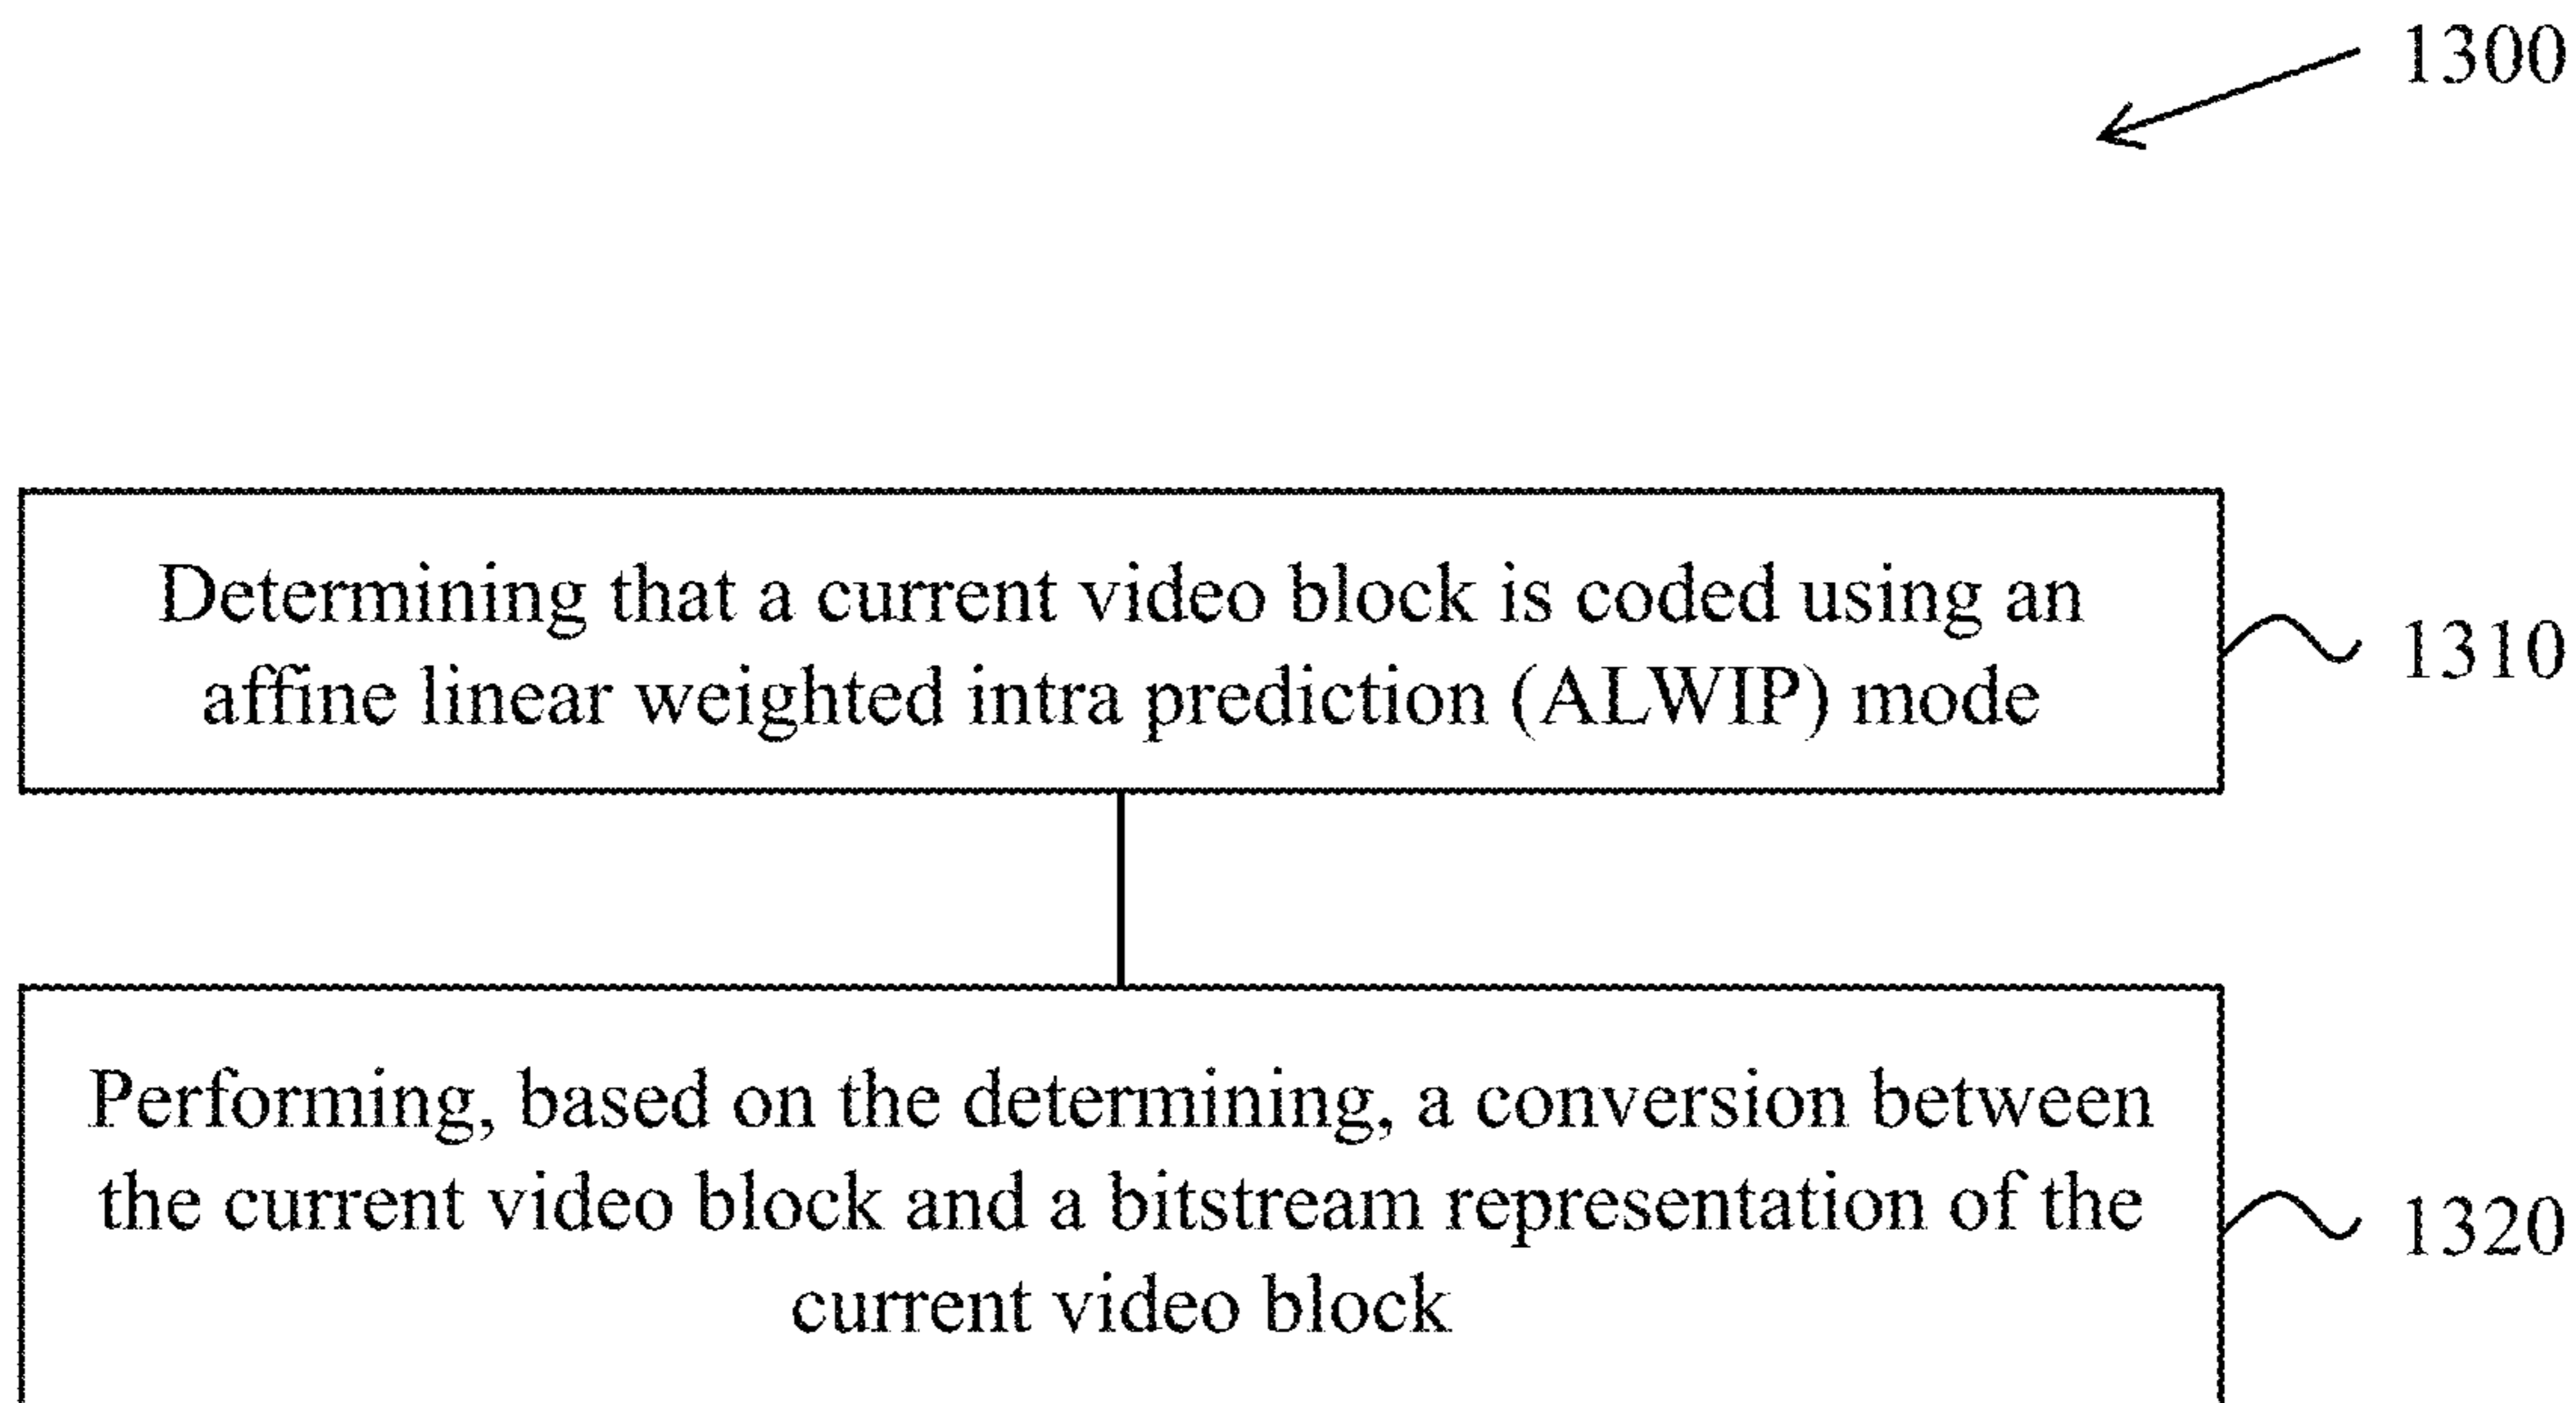 1300
Determining that a current video block is coded using an
affine linear weighted intra prediction (ALWIP) mode
1310
Performing, based on the determining, a conversion between
the current video block and a bitstream representation of the
current video block
1320